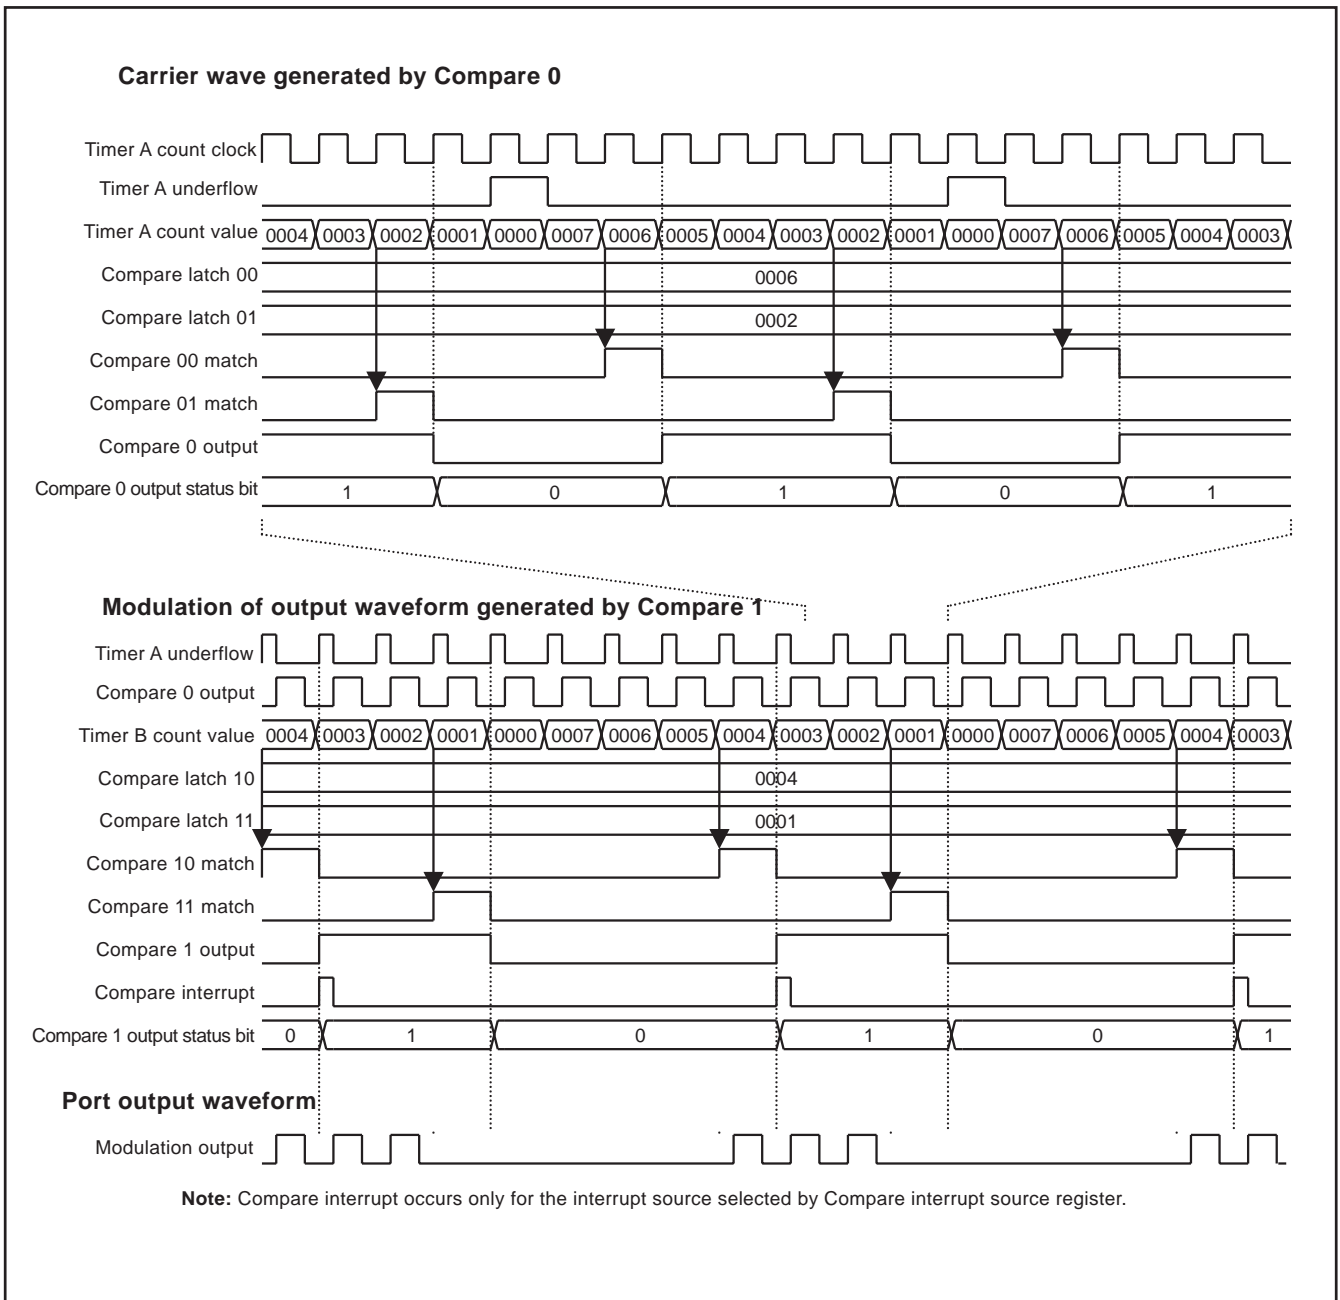 Carrier wave generated by Compare 0
Timer A count clock
Timer A underflow
Timer A count value 0004 0003 0002 0001 0000 0007 0006 0005 0004 0003 0002 0001 0000 0007 0006 0005 0004 0003
Compare latch 00 0006
Compare latch 01 0002
Compare 00 match
Compare 01 match
Compare 0 output
Compare 0 output status bit 1 0 1 0 1
Modulation of output waveform generated by Compare 1
Timer A underflow
Compare 0 output
Timer B count value 0004 0003 0002 0001 0000 0007 0006 0005 0004 0003 0002 0001 0000 0007 0006 0005 0004 0003
Compare latch 10 0004
Compare latch 11 0001
Compare 10 match
Compare 11 match
Compare 1 output
Compare interrupt
Compare 1 output status bit 0 1 0 1 0 1
Port output waveform
Modulation output
Note: Compare interrupt occurs only for the interrupt source selected by Compare interrupt source register.